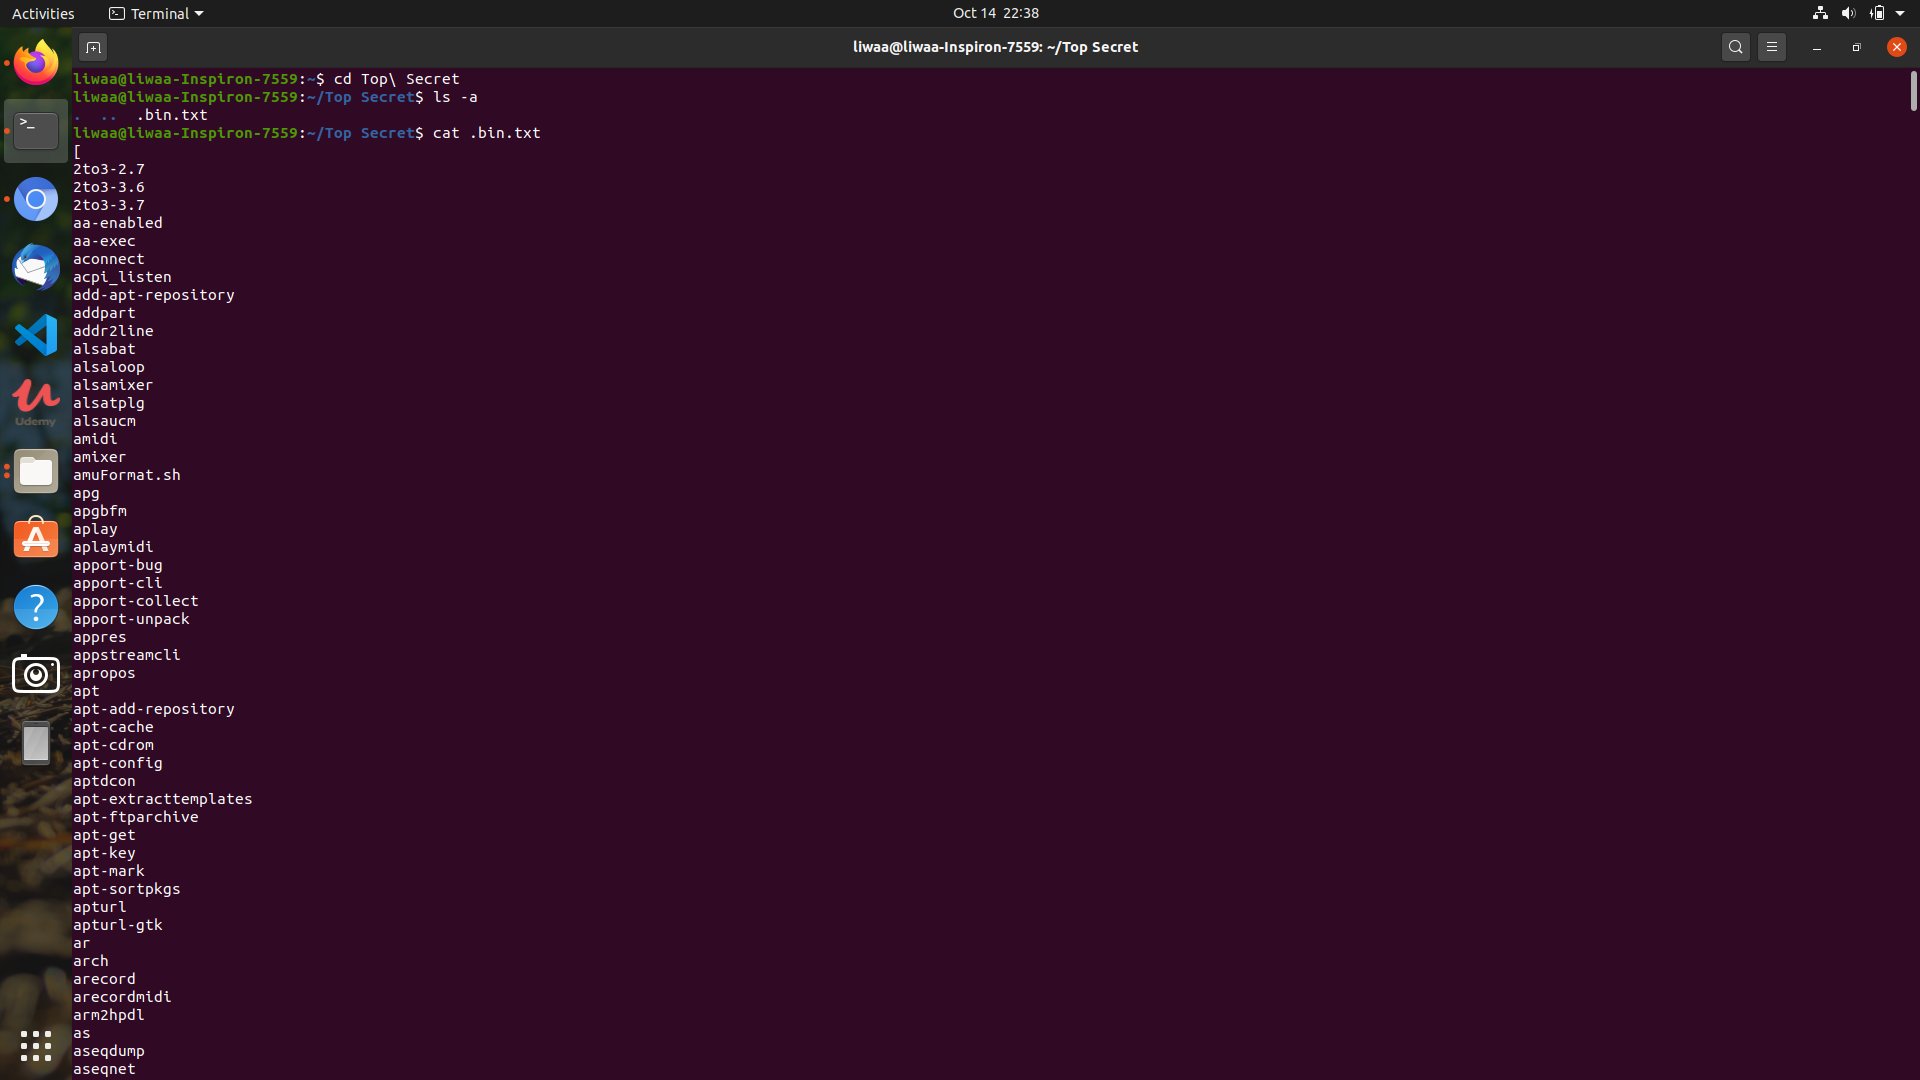 Activities
Terminal
Oct 14 22:38
liwaa@liwaa-Inspiron-7559: ~/Top Secret
liwaa@liwaa-Inspiron-7559:~$ cd Top\ Secret
liwaa@liwaa-Inspiron-7559:~/Top Secret$ ls -a
. .. .bin.txt
liwaa@liwaa-Inspiron-7559:~/Top Secret$ cat .bin.txt
[
2to3-2.7
2to3-3.6
2to3-3.7
aa-enabled
aa-exec
aconnect
acpi_listen
add-apt-repository
addpart
addr2line
alsabat
alsaloop
alsamixer
alsatplg
alsaucm
amidi
amixer
amuFormat.sh
apg
apgbfm
aplay
aplaymidi
apport-bug
apport-cli
apport-collect
apport-unpack
appres
appstreamcli
apropos
apt
apt-add-repository
apt-cache
apt-cdrom
apt-config
aptdcon
apt-extracttemplates
apt-ftparchive
apt-get
apt-key
apt-mark
apt-sortpkgs
apturl
apturl-gtk
ar
arch
arecord
arecordmidi
arm2hpdl
as
aseqdump
aseqnet
>_
Udemy
?